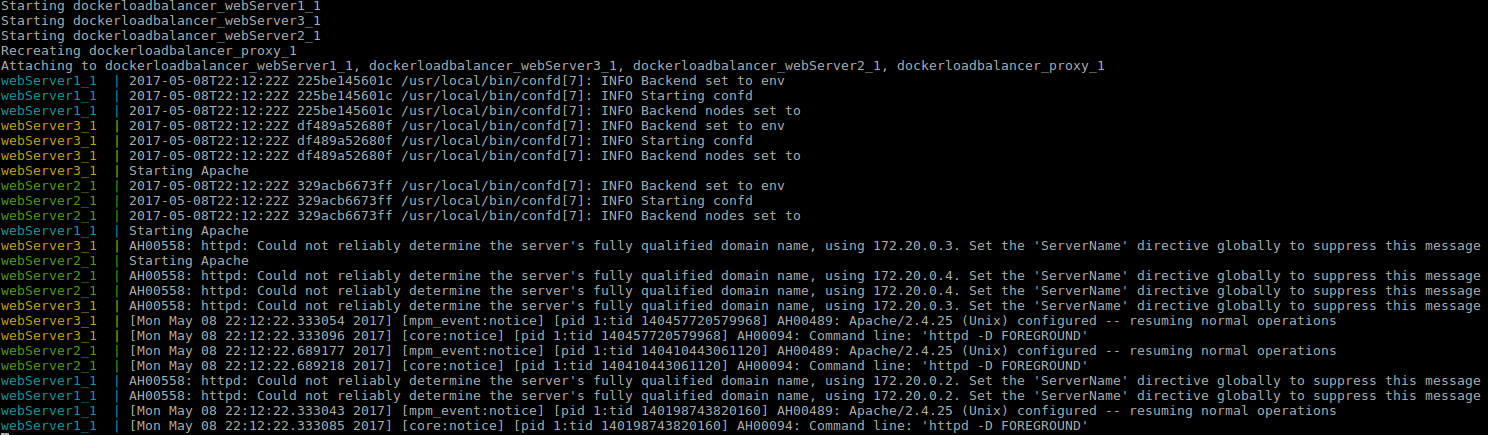 Starting dockerloadbalancer_webServer1_1
Starting dockerloadbalancer_webServer3_1
Starting dockerloadbalancer_webServer2_1
Recreating dockerloadbalancer_proxy_1
Attaching to dockerloadbalancer_webServer1_1, dockerloadbalancer_webServer3_1, dockerloadbalancer_webServer2_1, dockerloadbalancer_proxy_1
webServer1_1  | 2017-05-08T22:12:22Z 225be145601c /usr/local/bin/confd[7]: INFO Backend set to env
webServer1_1  | 2017-05-08T22:12:22Z 225be145601c /usr/local/bin/confd[7]: INFO Starting confd
webServer1_1  | 2017-05-08T22:12:22Z 225be145601c /usr/local/bin/confd[7]: INFO Backend nodes set to
webServer3_1  | 2017-05-08T22:12:22Z df489a52680f /usr/local/bin/confd[7]: INFO Backend set to env
webServer3_1  | 2017-05-08T22:12:22Z df489a52680f /usr/local/bin/confd[7]: INFO Starting confd
webServer3_1  | 2017-05-08T22:12:22Z df489a52680f /usr/local/bin/confd[7]: INFO Backend nodes set to
webServer3_1  | Starting Apache
webServer2_1  | 2017-05-08T22:12:22Z 329acb6673ff /usr/local/bin/confd[7]: INFO Backend set to env
webServer2_1  | 2017-05-08T22:12:22Z 329acb6673ff /usr/local/bin/confd[7]: INFO Starting confd
webServer2_1  | 2017-05-08T22:12:22Z 329acb6673ff /usr/local/bin/confd[7]: INFO Backend nodes set to
webServer1_1  | Starting Apache
webServer3_1  | AH00558: httpd: Could not reliably determine the server's fully qualified domain name, using 172.20.0.3. Set the 'ServerName' directive globally to suppress this message
webServer2_1  | Starting Apache
webServer2_1  | AH00558: httpd: Could not reliably determine the server's fully qualified domain name, using 172.20.0.4. Set the 'ServerName' directive globally to suppress this message
webServer2_1  | AH00558: httpd: Could not reliably determine the server's fully qualified domain name, using 172.20.0.4. Set the 'ServerName' directive globally to suppress this message
webServer3_1  | AH00558: httpd: Could not reliably determine the server's fully qualified domain name, using 172.20.0.3. Set the 'ServerName' directive globally to suppress this message
webServer3_1  | [Mon May 08 22:12:22.333054 2017] [mpm_event:notice] [pid 1:tid 140457720579968] AH00489: Apache/2.4.25 (Unix) configured -- resuming normal operations
webServer3_1  | [Mon May 08 22:12:22.333096 2017] [core:notice] [pid 1:tid 140457720579968] AH00094: Command line: 'httpd -D FOREGROUND'
webServer2_1  | [Mon May 08 22:12:22.689177 2017] [mpm_event:notice] [pid 1:tid 140410443061120] AH00489: Apache/2.4.25 (Unix) configured -- resuming normal operations
webServer2_1  | [Mon May 08 22:12:22.689218 2017] [core:notice] [pid 1:tid 140410443061120] AH00094: Command line: 'httpd -D FOREGROUND'
webServer1_1  | AH00558: httpd: Could not reliably determine the server's fully qualified domain name, using 172.20.0.2. Set the 'ServerName' directive globally to suppress this message
webServer1_1  | AH00558: httpd: Could not reliably determine the server's fully qualified domain name, using 172.20.0.2. Set the 'ServerName' directive globally to suppress this message
webServer1_1  | [Mon May 08 22:12:22.333043 2017] [mpm_event:notice] [pid 1:tid 140198743820160] AH00489: Apache/2.4.25 (Unix) configured -- resuming normal operations
webServer1_1  | [Mon May 08 22:12:22.333085 2017] [core:notice] [pid 1:tid 140198743820160] AH00094: Command line: 'httpd -D FOREGROUND'